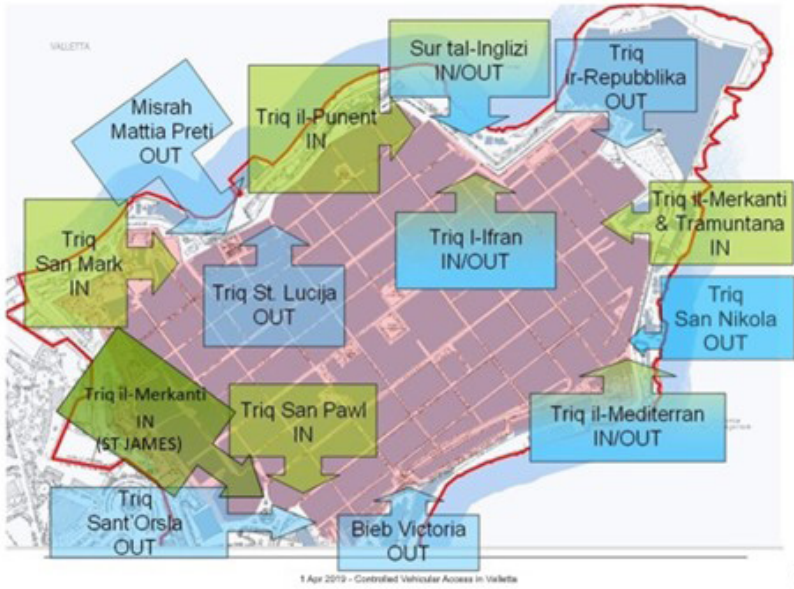 VALLETTA
Sur tal-Inglizi
IN/OUT
Triq
ir-Repubblika
OUT
Misrah
Mattia Preti
OUT
Triq il-Punent
IN
Triq il-Merkanti
& Tramuntana
IN
Triq
San Mark
IN
Triq l-Ifran
IN/OUT
Triq St. Lucija
OUT
Triq
San Nikola
OUT
Triq il-Merkanti
IN
(ST JAMES)
Triq San Pawl
IN
Triq il-Mediterran
IN/OUT
Triq
Sant'Orsla
OUT
Bieb Victoria
OUT
1 Apr 2019 - Controlled Vehicular Access in Valletta